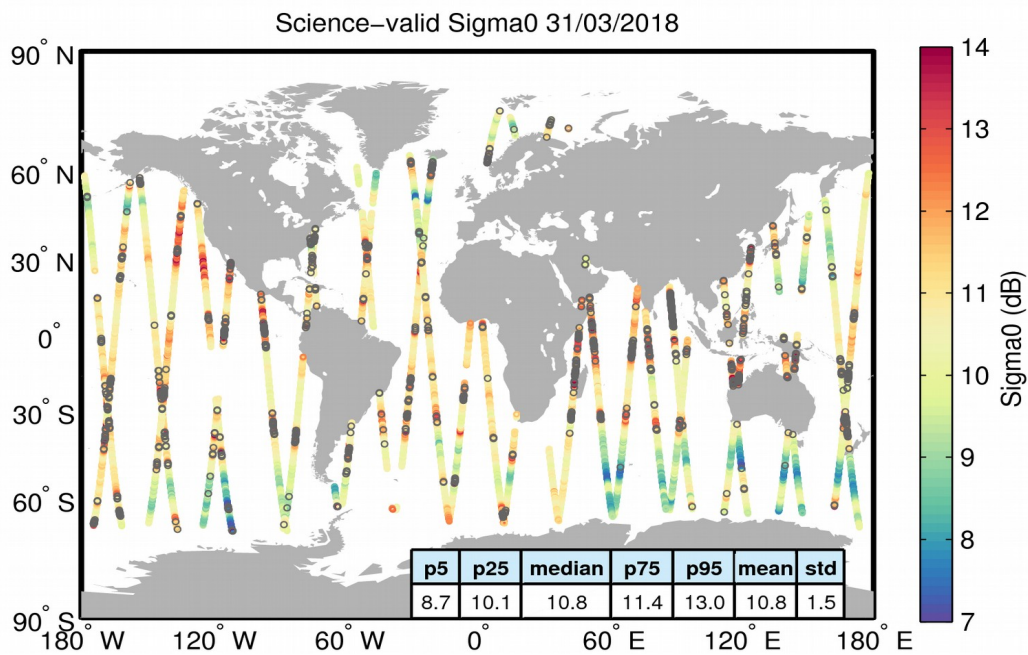 Science−valid Sigma0 31/03/2018
90° N
60° N
30° N
0°
30° S
60° S
90° S
180° W
120° W
60° W
0°
60° E
120° E
180° E
p5 p25 median p75 p95 mean std
8.7 10.1 10.8 11.4 13.0 10.8 1.5
14
13
12
11
10
9
8
7
Sigma0 (dB)